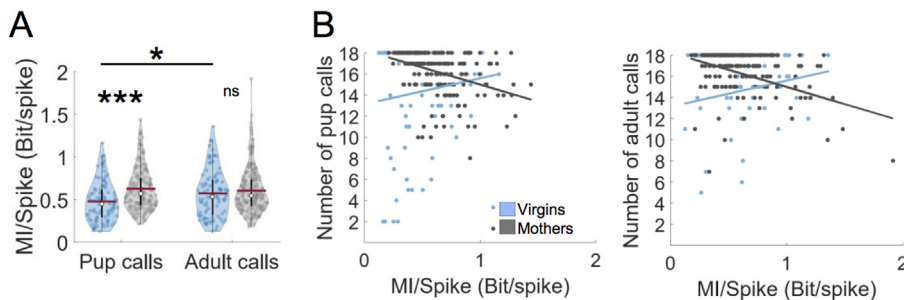 A
MI/Spike (Bit/spike)
2
1.5
1
0.5
0
*
***
ns
Pup calls
Adult calls
B
Number of pup calls
18
16
14
12
10
8
6
4
2
0
1
2
MI/Spike (Bit/spike)
Virgins
Mothers
Number of adult calls
18
16
14
12
10
8
6
4
2
0
1
2
MI/Spike (Bit/spike)